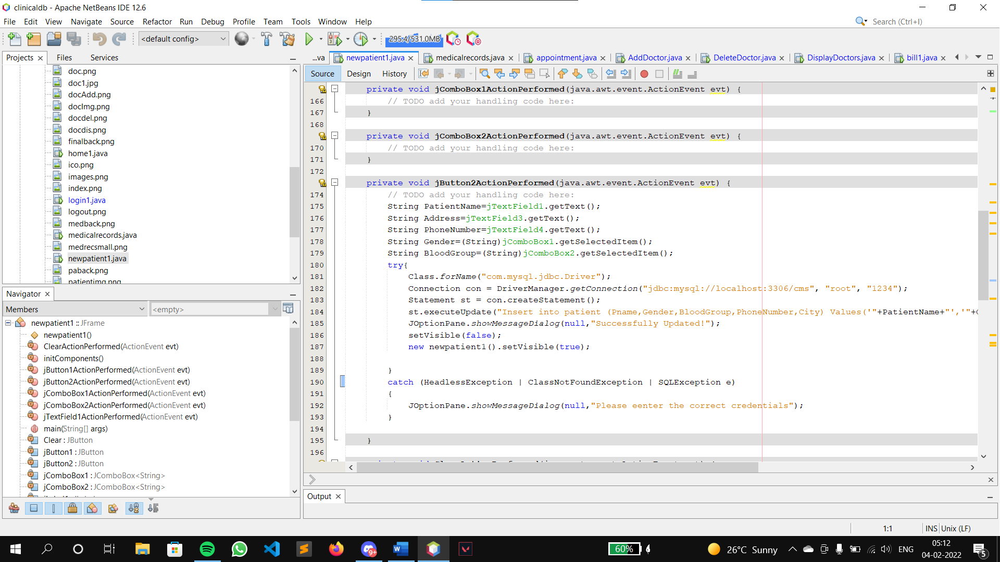 clinicaldb - Apache NetBeans IDE 12.6
File Edit View Navigate Source Refactor Run Debug Profile Team Tools Window Help
Search (Ctrl+I)
<default config>
295.4/531.0MB
Projects Files Services
...va newpatient1.java medicalrecords.java appointment.java AddDoctor.java DeleteDoctor.java DisplayDoctors.java bill1.java
Source Design History
doc.png
doc1.jpg
docAdd.png
docImg.png
docdel.png
docdis.png
finalback.png
home1.java
ico.png
images.png
index.png
login1.java
logout.png
medback.png
medicalrecords.java
medrecsmall.png
newpatient1.java
paback.png
patientimg.png
Navigator
Members
<empty>
newpatient1 :: JFrame
newpatient1()
ClearActionPerformed(ActionEvent evt)
initComponents()
jButton1ActionPerformed(ActionEvent evt)
jButton2ActionPerformed(ActionEvent evt)
jComboBox1ActionPerformed(ActionEvent evt)
jComboBox2ActionPerformed(ActionEvent evt)
jTextField1ActionPerformed(ActionEvent evt)
main(String[] args)
Clear : JButton
jButton1 : JButton
jButton2 : JButton
jComboBox1 : JComboBox<String>
jComboBox2 : JComboBox<String>
private void jComboBox1ActionPerformed(java.awt.event.ActionEvent evt) {
166 // TODO add your handling code here:
167 }
168
private void jComboBox2ActionPerformed(java.awt.event.ActionEvent evt) {
170 // TODO add your handling code here:
171 }
172
private void jButton2ActionPerformed(java.awt.event.ActionEvent evt) {
174 // TODO add your handling code here:
175 String PatientName=jTextField1.getText();
176 String Address=jTextField3.getText();
177 String PhoneNumber=jTextField4.getText();
178 String Gender=(String)jComboBox1.getSelectedItem();
179 String BloodGroup=(String)jComboBox2.getSelectedItem();
180 try{
181 Class.forName("com.mysql.jdbc.Driver");
182 Connection con = DriverManager.getConnection("jdbc:mysql://localhost:3306/cms", "root", "1234");
183 Statement st = con.createStatement();
184 st.executeUpdate("Insert into patient (Pname,Gender,BloodGroup,PhoneNumber,City) Values('"+PatientName+"','"+
185 JOptionPane.showMessageDialog(null,"Successfully Updated!");
186 setVisible(false);
187 new newpatient1().setVisible(true);
188
189 }
190 catch (HeadlessException | ClassNotFoundException | SQLException e)
191 {
192 JOptionPane.showMessageDialog(null,"Please eenter the correct credentials");
193 }
194
195 }
196
Output
1:1 INS Unix (LF)
9+
60%
26°C Sunny
ENG
05:12
04-02-2022
5